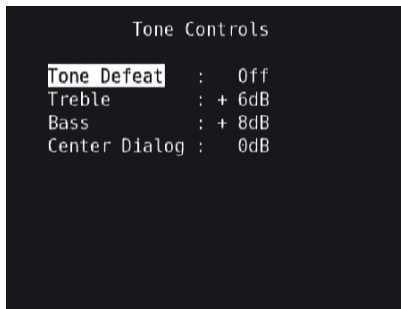 Tone Controls
Tone Defeat : Off
Treble : + 6dB
Bass : + 8dB
Center Dialog : 0dB